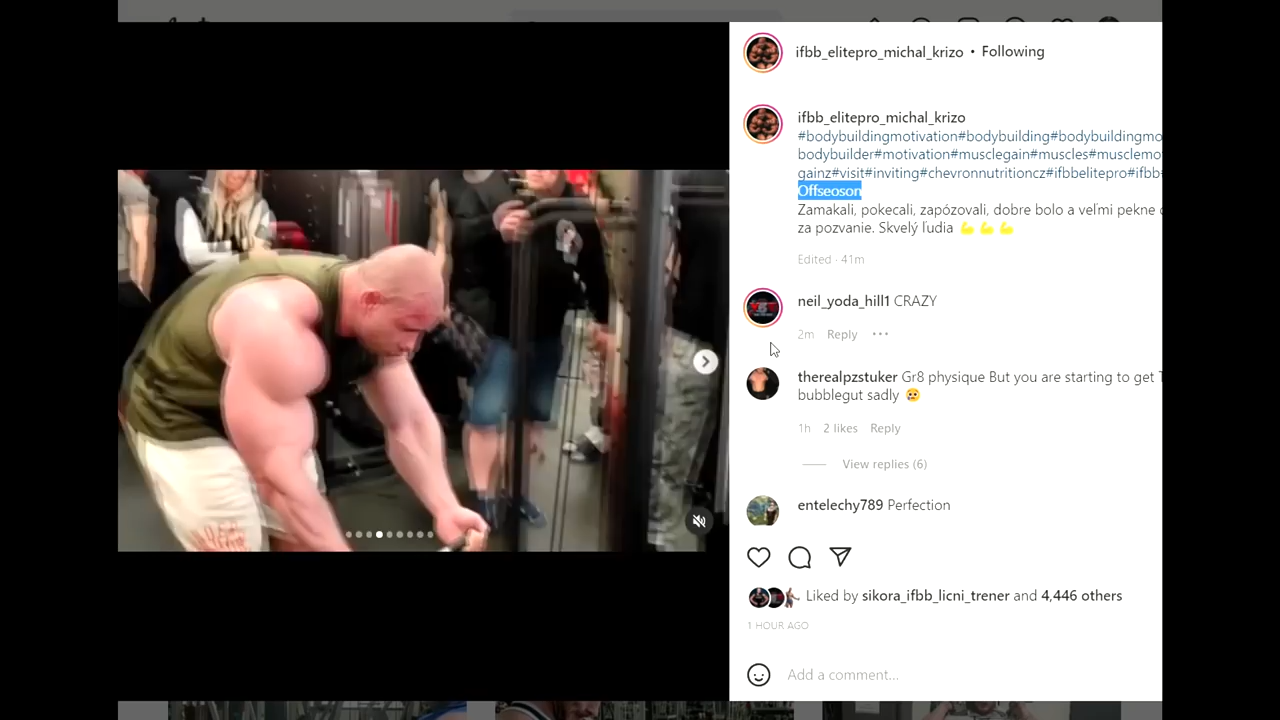 ifbb_elitepro_michal_krizo • Following
ifbb_elitepro_michal_krizo
#bodybuildingmotivation#bodybuilding#bodybuildingmo
bodybuilder#motivation#musclegain#muscles#musclemo
gainz#visit#inviting#chevronnutritioncz#ifbbelitepro#ifbb
Offseoson
Zamakali, pokecali, zapózovali, dobre bolo a veľmi pekne
za pozvanie. Skvelý ľudia 💪💪💪
Edited · 41m
neil_yoda_hill1 CRAZY
2m Reply •••
therealpzstuker Gr8 physique But you are starting to get
bubblegut sadly 🥲
1h 2 likes Reply
View replies (6)
entelechy789 Perfection
Liked by sikora_ifbb_licni_trener and 4,446 others
1 HOUR AGO
Add a comment...